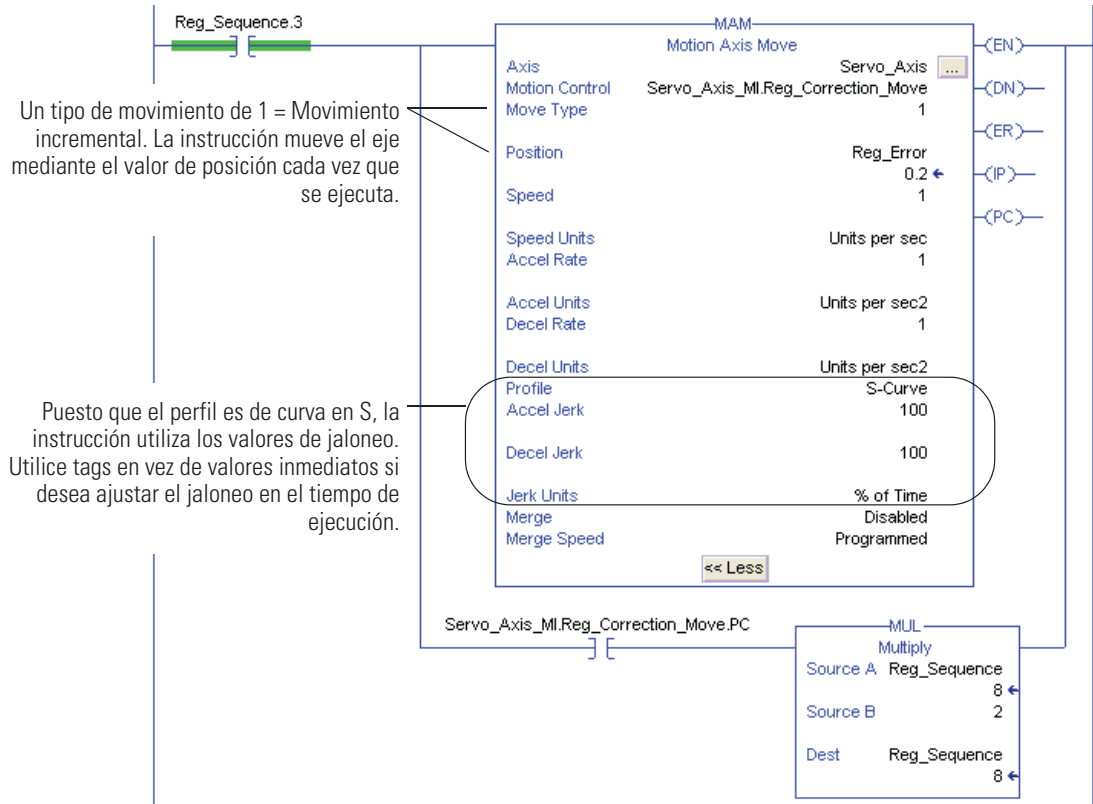 Reg_Sequence.3
MAM
Motion Axis Move
Axis Servo_Axis ...
Motion Control Servo_Axis_MI.Reg_Correction_Move
Move Type 1
Position Reg_Error
0.2
Speed 1
Speed Units Units per sec
Accel Rate 1
Accel Units Units per sec2
Decel Rate 1
Decel Units Units per sec2
Profile S-Curve
Accel Jerk 100
Decel Jerk 100
Jerk Units % of Time
Merge Disabled
Merge Speed Programmed
<< Less
(EN)
(DN)
(ER)
(IP)
(PC)
Un tipo de movimiento de 1 = Movimiento
incremental. La instrucción mueve el eje
mediante el valor de posición cada vez que
se ejecuta.
Puesto que el perfil es de curva en S, la
instrucción utiliza los valores de jaloneo.
Utilice tags en vez de valores inmediatos si
desea ajustar el jaloneo en el tiempo de
ejecución.
Servo_Axis_MI.Reg_Correction_Move.PC
MUL
Multiply
Source A Reg_Sequence
8
Source B 2
Dest Reg_Sequence
8